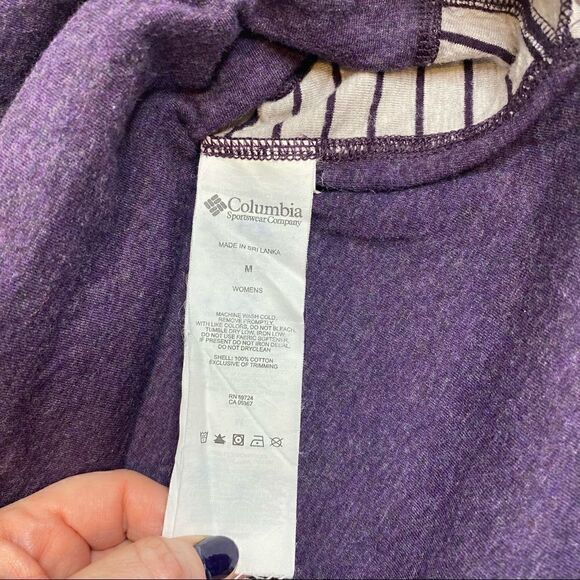 Columbia
Sportswear Company
MADE IN SRI LANKA
M
WOMENS
MACHINE WASH COLD,
REMOVE PROMPTLY,
WITH LIKE COLORS, DO NOT BLEACH,
TUMBLE DRY LOW, IRON LOW,
DO NOT USE FABRIC SOFTENER,
IF PRESENT DO NOT IRON DECAL,
DO NOT DRYCLEAN
SHELL: 100% COTTON
EXCLUSIVE OF TRIMMING
RN 69724
CA 05367